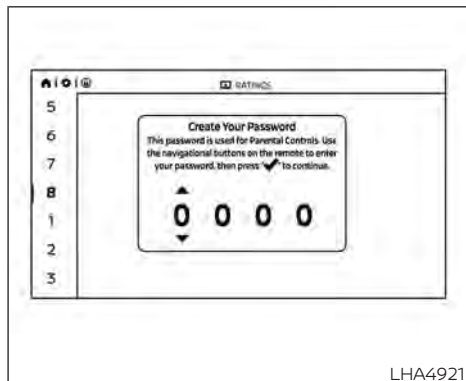 RATINGS
5
6
7
8
1
2
3
Create Your Password
This password is used for Parental Controls. Use
the navigational buttons on the remote to enter
your password, then press "✔" to continue.
0 0 0 0
LHA4921